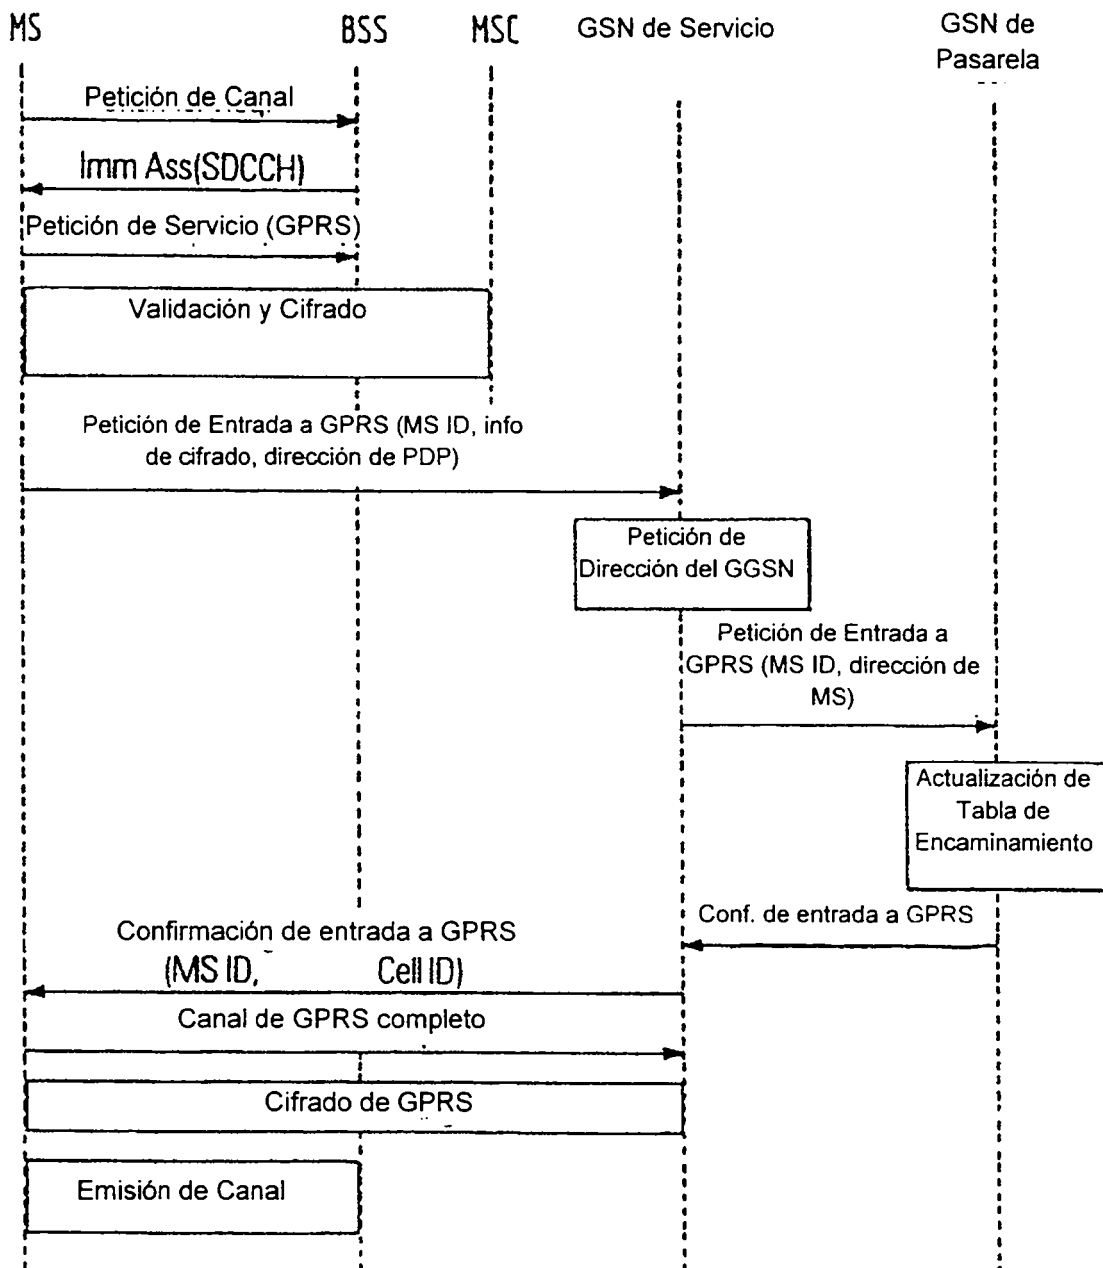 MS
BSS
MSC
GSN de Servicio
GSN de
Pasarela
Petición de Canal
Imm Ass(SDCCH)
Petición de Servicio (GPRS)
Validación y Cifrado
Petición de Entrada a GPRS (MS ID, info
de cifrado, dirección de PDP)
Petición de
Dirección del GGSN
Petición de Entrada a
GPRS (MS ID, dirección de
MS)
Actualización de
Tabla de
Encaminamiento
Conf. de entrada a GPRS
Confirmación de entrada a GPRS
(MS ID, Cell ID)
Canal de GPRS completo
Cifrado de GPRS
Emisión de Canal